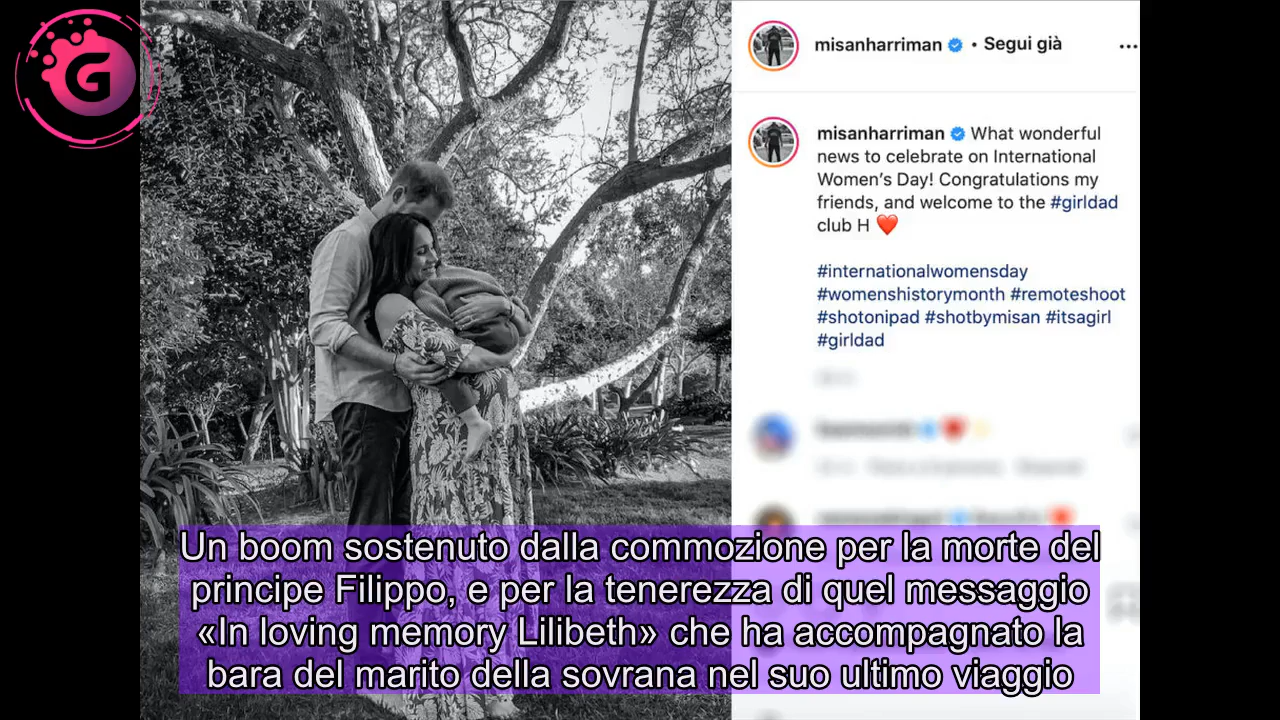 G
misanharriman • Segui già
misanharriman What wonderful
news to celebrate on International
Women's Day! Congratulations my
friends, and welcome to the #girldad
club H ❤️
#internationalwomensday
#womenshistorymonth #remoteshoot
#shotonipad #shotbymisan #itsagirl
#girldad
Un boom sostenuto dalla commozione per la morte del
principe Filippo, e per la tenerezza di quel messaggio
«In loving memory Lilibeth» che ha accompagnato la
bara del marito della sovrana nel suo ultimo viaggio